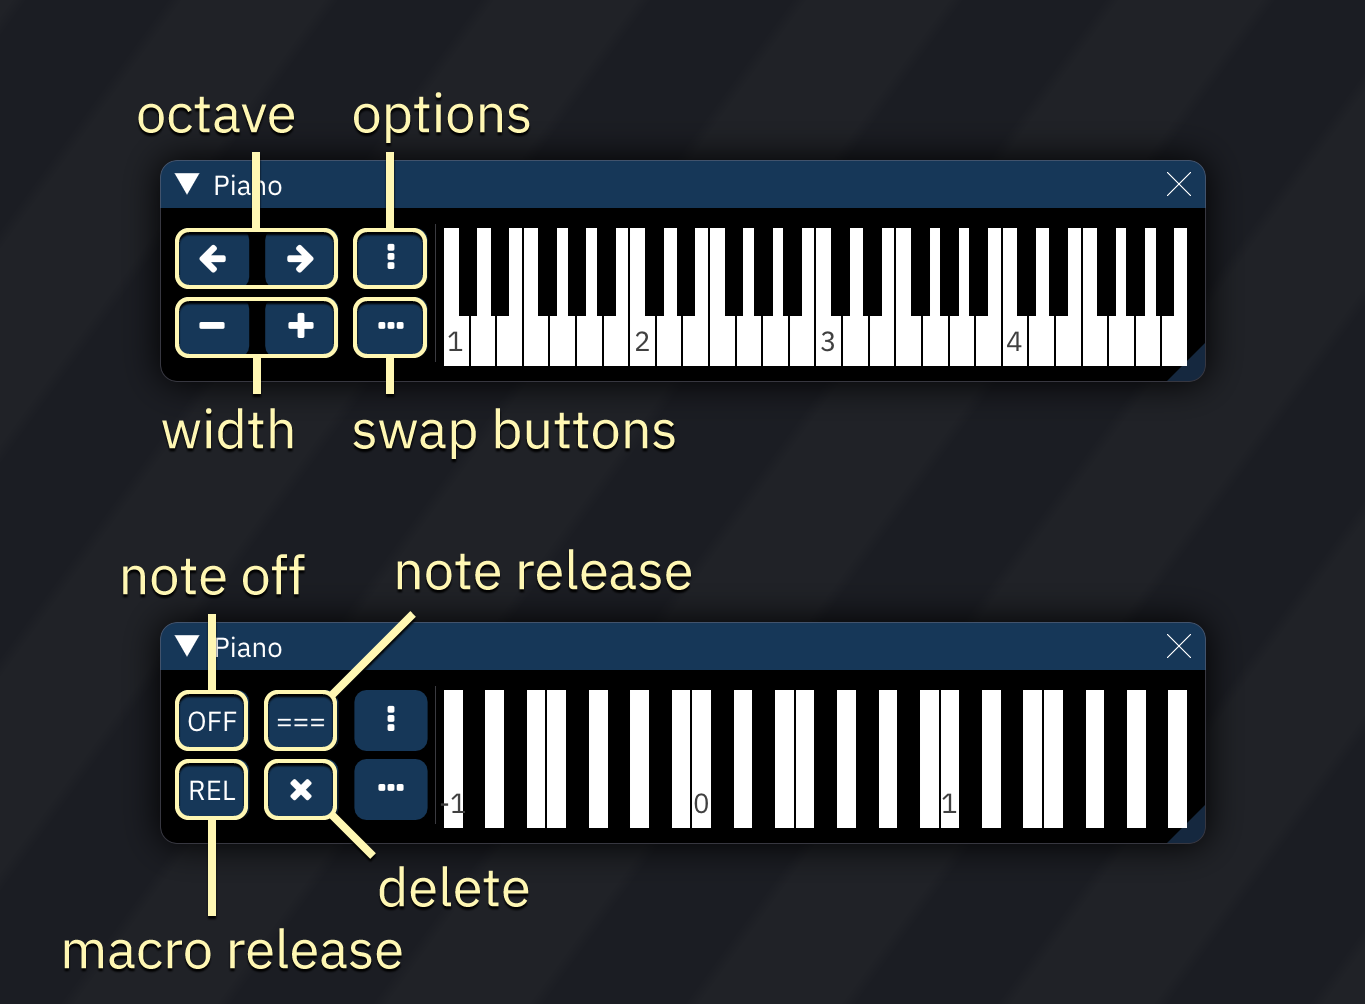 octave options
Piano
1 2 3 4
width swap buttons
note off note release
Piano
OFF ===
REL
-1 0 1
delete
macro release